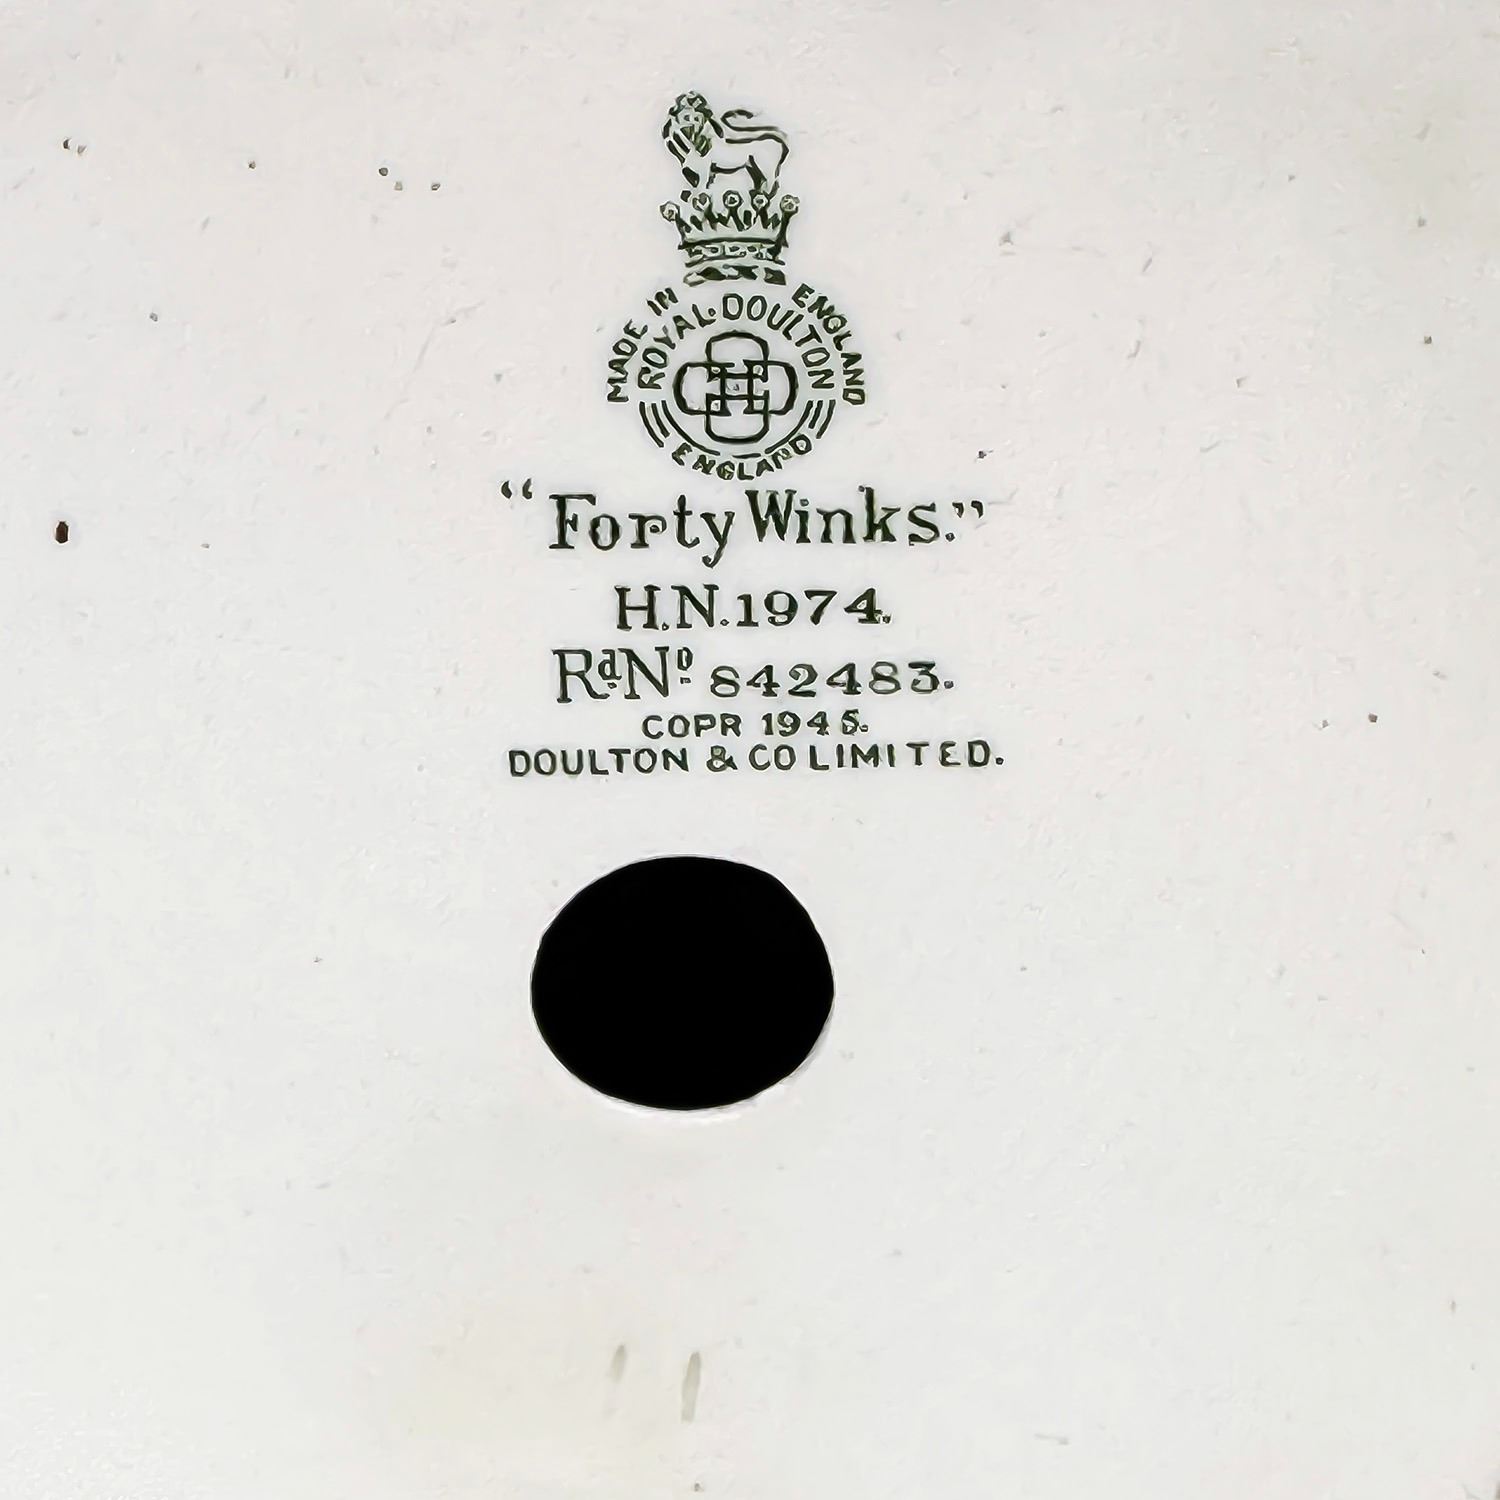 MADE IN ENGLAND
ROYAL·DOULTON
ENGLAND
“Forty Winks.”
H.N.1974.
RdNo 842483.
COPR 1945.
DOULTON & CO LIMITED.